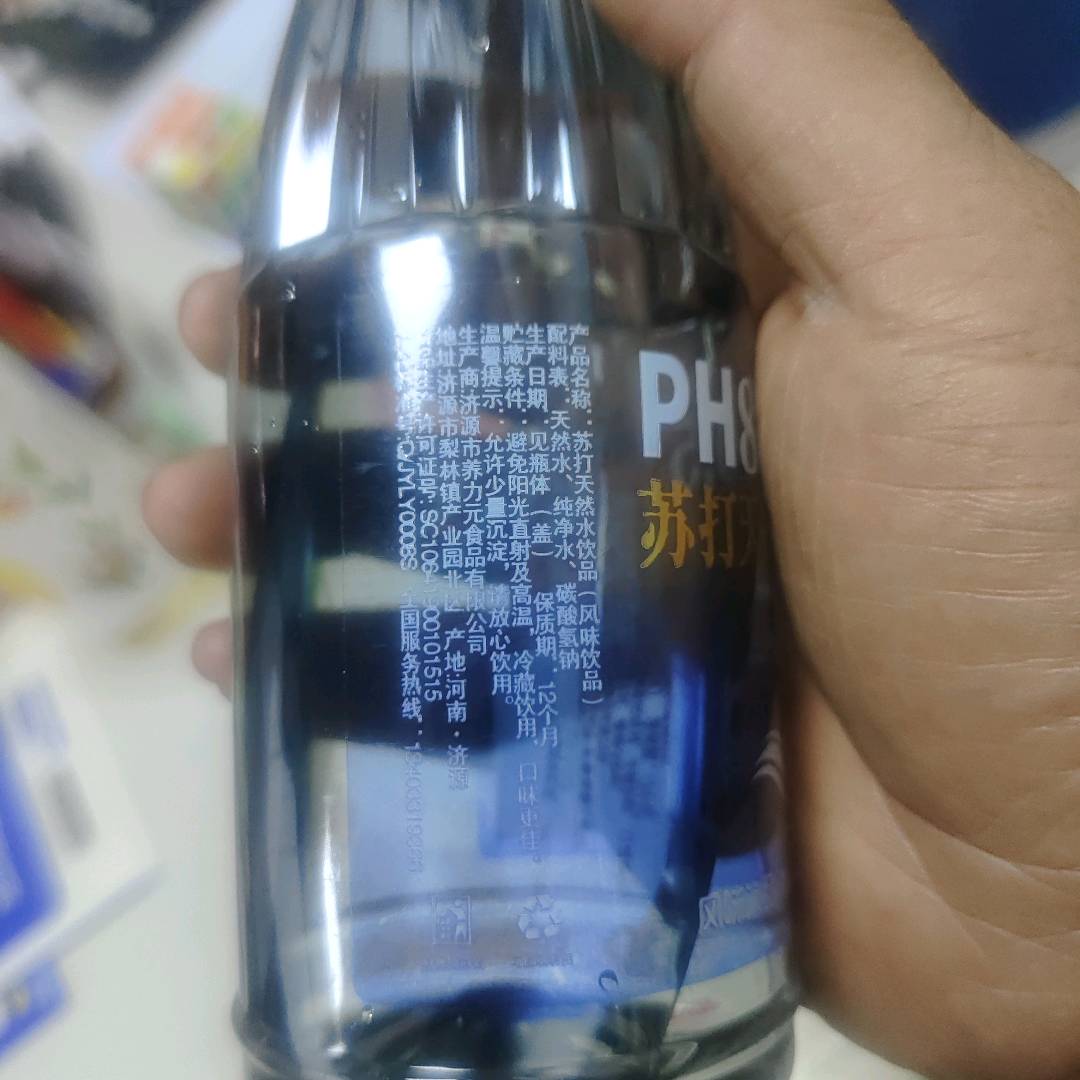 产品名称：苏打天然水饮品（风味饮品）
配料表：天然水、纯净水、碳酸氢钠
生产日期：见瓶体（盖） 保质期：12个月
贮藏条件：避免阳光直射及高温，冷藏饮用、口味更佳。
温馨提示：允许少量沉淀，请放心饮用。
生产商:济源市养力元食品有限公司
地址:济源市梨林镇产业园北区 产地:河南·济源
许可证号: 00101515
全国服务热线：
PH8
苏打天